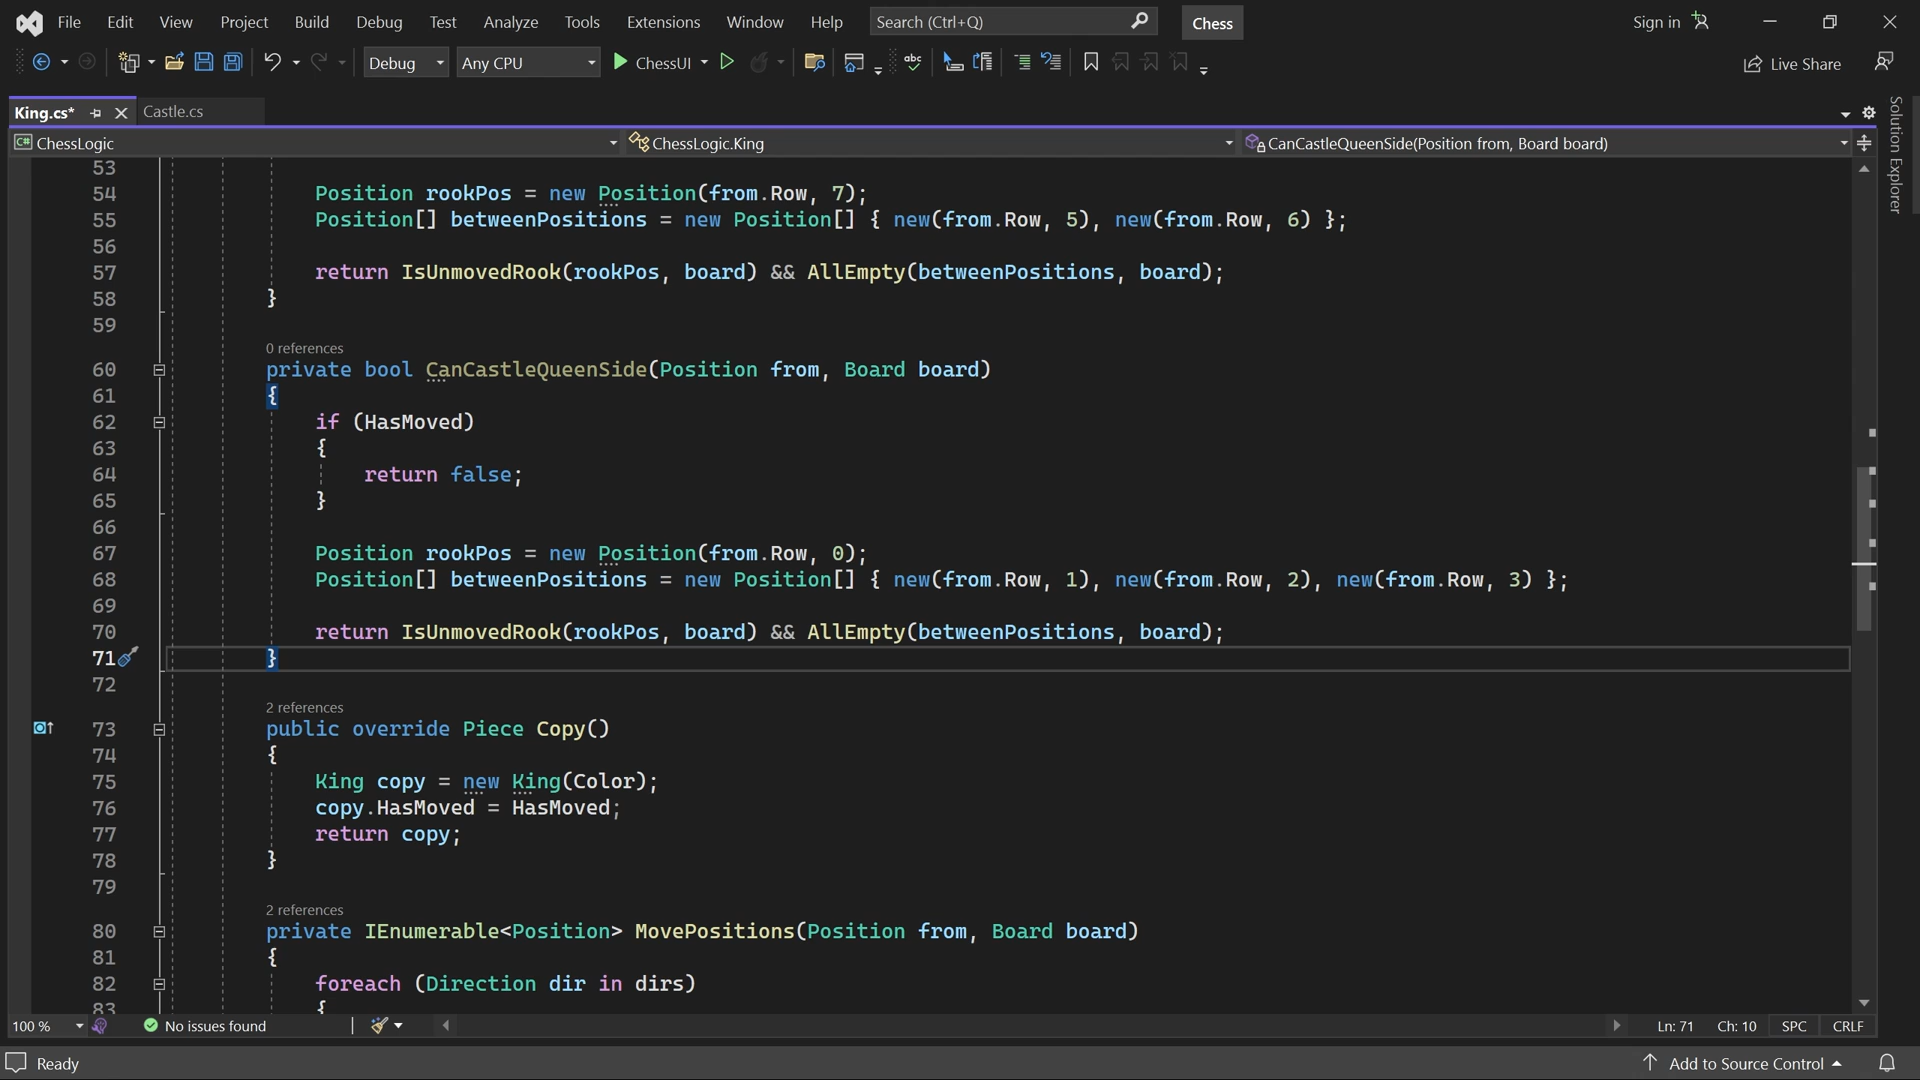 File Edit View Project Build Debug Test Analyze Tools Extensions Window Help Search (Ctrl+Q) Chess Sign in
Debug Any CPU ChessUI Live Share
King.cs* Castle.cs
ChessLogic ChessLogic.King CanCastleQueenSide(Position from, Board board)
Solution Explorer
53
54 Position rookPos = new Position(from.Row, 7);
55 Position[] betweenPositions = new Position[] { new(from.Row, 5), new(from.Row, 6) };
56
57 return IsUnmovedRook(rookPos, board) && AllEmpty(betweenPositions, board);
58 }
59
0 references
60 private bool CanCastleQueenSide(Position from, Board board)
61 {
62 if (HasMoved)
63 {
64 return false;
65 }
66
67 Position rookPos = new Position(from.Row, 0);
68 Position[] betweenPositions = new Position[] { new(from.Row, 1), new(from.Row, 2), new(from.Row, 3) };
69
70 return IsUnmovedRook(rookPos, board) && AllEmpty(betweenPositions, board);
71 }
72
2 references
73 public override Piece Copy()
74 {
75 King copy = new King(Color);
76 copy.HasMoved = HasMoved;
77 return copy;
78 }
79
2 references
80 private IEnumerable<Position> MovePositions(Position from, Board board)
81 {
82 foreach (Direction dir in dirs)
83 {
100 % No issues found Ln: 71 Ch: 10 SPC CRLF
Ready Add to Source Control